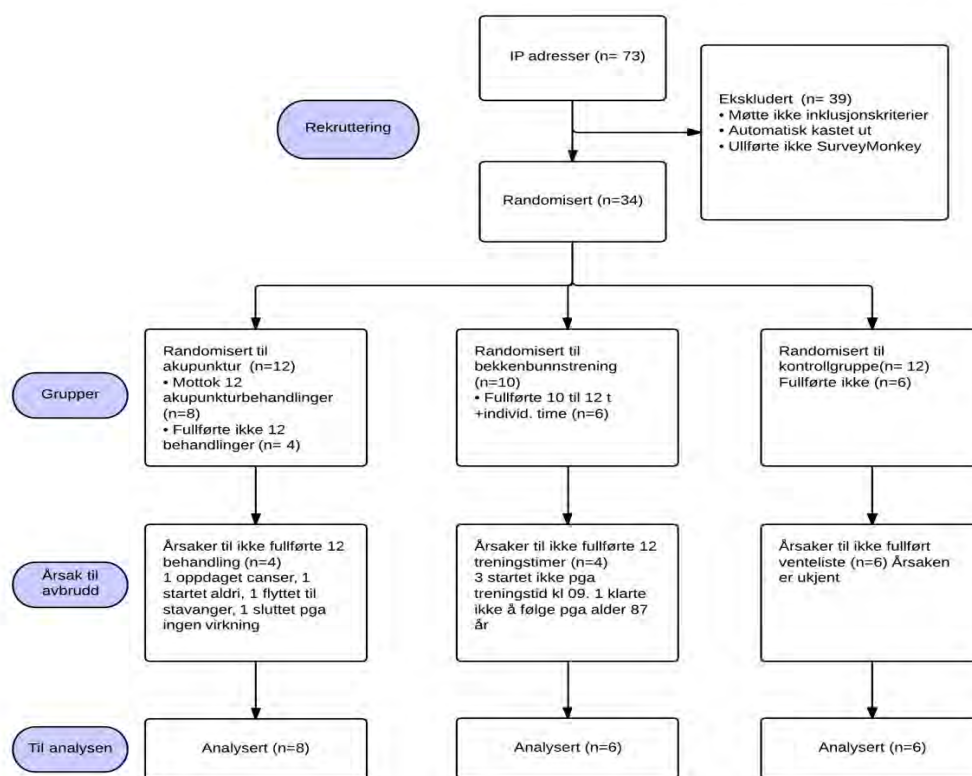 IP adresser (n= 73)
Rekruttering
Ekskludert (n= 39)
• Møtte ikke inklusjonskriterier
• Automatisk kastet ut
• Ullførte ikke SurveyMonkey
Randomisert (n=34)
Grupper
Randomisert til
akupunktur (n=12)
• Mottok 12
akupunkturbehandlinger
(n=8)
• Fullførte ikke 12
behandlinger (n= 4)
Randomisert til
bekkenbunnstrening
(n=10)
• Fullførte 10 til 12 t
+individ. time (n=6)
Randomisert til
kontrollgruppe(n= 12)
Fullførte ikke (n=6)
Årsak til
avbrudd
Årsaker til ikke fullførte 12
behandling (n=4)
1 oppdaget canser, 1
startet aldri, 1 flyttet til
stavanger, 1 sluttet pga
ingen virkning
Årsaker til ikke fullførte 12
treningstimer (n=4)
3 startet ikke pga
treningstid kl 09. 1 klarte
ikke å følge pga alder 87
år
Årsaker til ikke fullført
venteliste (n=6) Årsaken
er ukjent
Til analysen
Analysert (n=8)
Analysert (n=6)
Analysert (n=6)